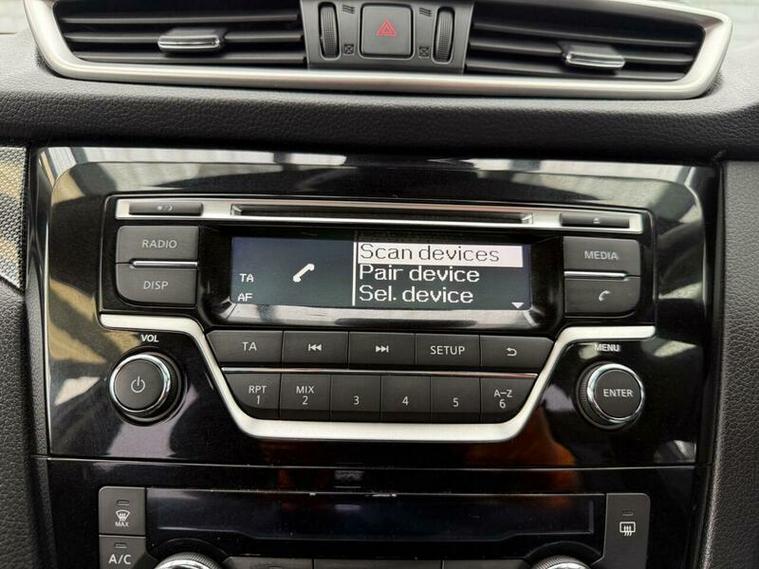 RADIO
DISP
TA
AF
Scan devices
Pair device
Sel. device
MEDIA
VOL
TA
SETUP
MENU
ENTER
RPT
1
MIX
2
3
4
5
A-Z
6
MAX
A/C